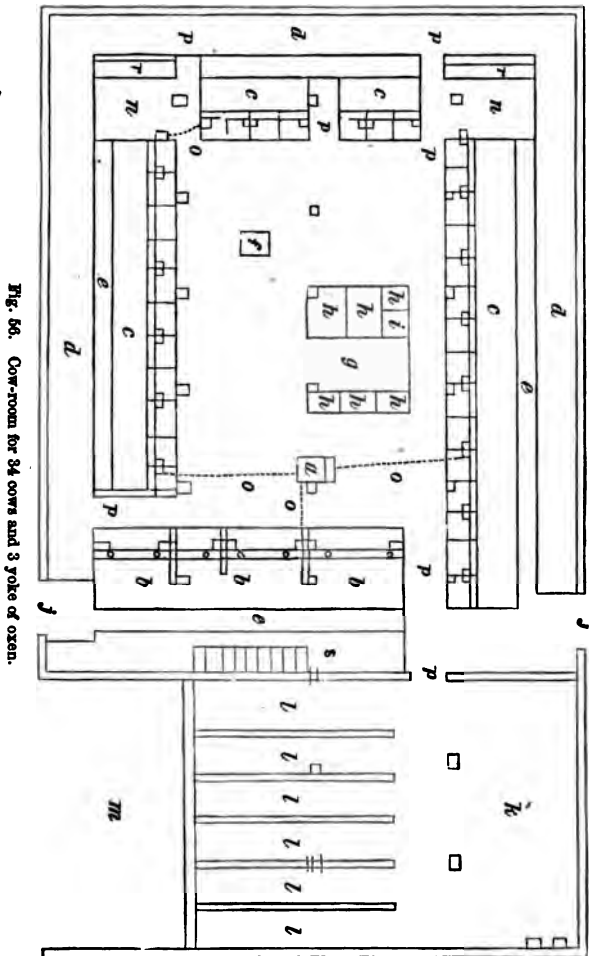 p d p
r c c r
n p n
o p
f
h h h i
d e c g c e d
h h h
a
o o o
p p
b b b
j e j
s p
l
l
l
l
l
l
m k
Fig. 56. Cow-room for 34 cows and 3 yoke of oxen.